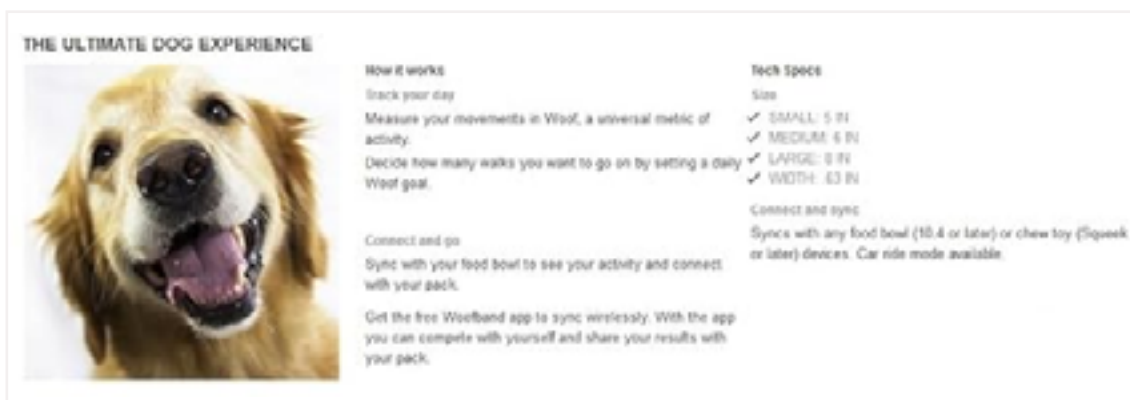 THE ULTIMATE DOG EXPERIENCE
How it works
Track your day
Measure your movements in Woof, a universal metric of
activity.
Decide how many walks you want to go on by setting a daily
Woof goal.
Connect and go
Sync with your food bowl to see your activity and connect
with your pack.
Get the free Woofband app to sync wirelessly. With the app
you can compete with yourself and share your results with
your pack.
Tech Specs
Size
✓ SMALL: 5 IN
✓ MEDIUM: 6 IN
✓ LARGE: 8 IN
✓ WIDTH: .63 IN
Connect and sync
Syncs with any food bowl (10.4 or later) or chew toy (Squeek
or later) devices. Car ride mode available.